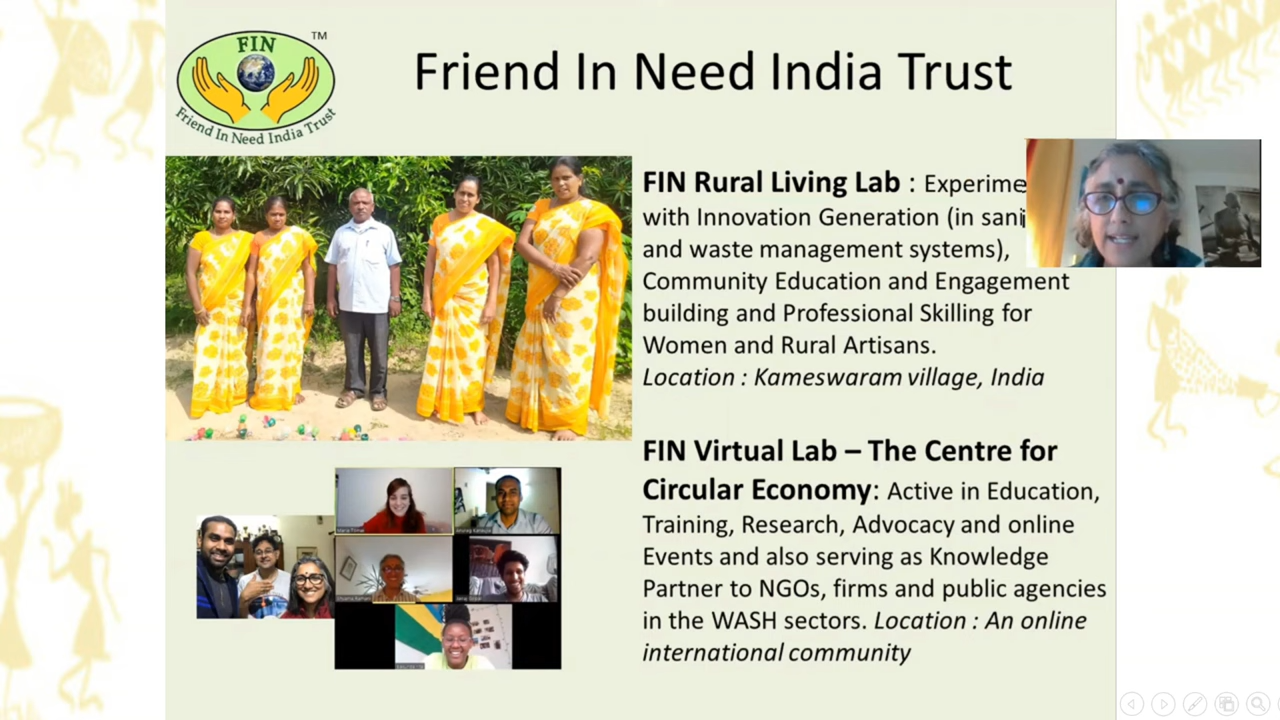 FIN
TM
Friend In Need India Trust
Friend In Need India Trust
FIN Rural Living Lab : Experime
with Innovation Generation (in sani
and waste management systems),
Community Education and Engagement
building and Professional Skilling for
Women and Rural Artisans.
Location : Kameswaram village, India
FIN Virtual Lab – The Centre for
Circular Economy: Active in Education,
Training, Research, Advocacy and online
Events and also serving as Knowledge
Partner to NGOs, firms and public agencies
in the WASH sectors. Location : An online
international community